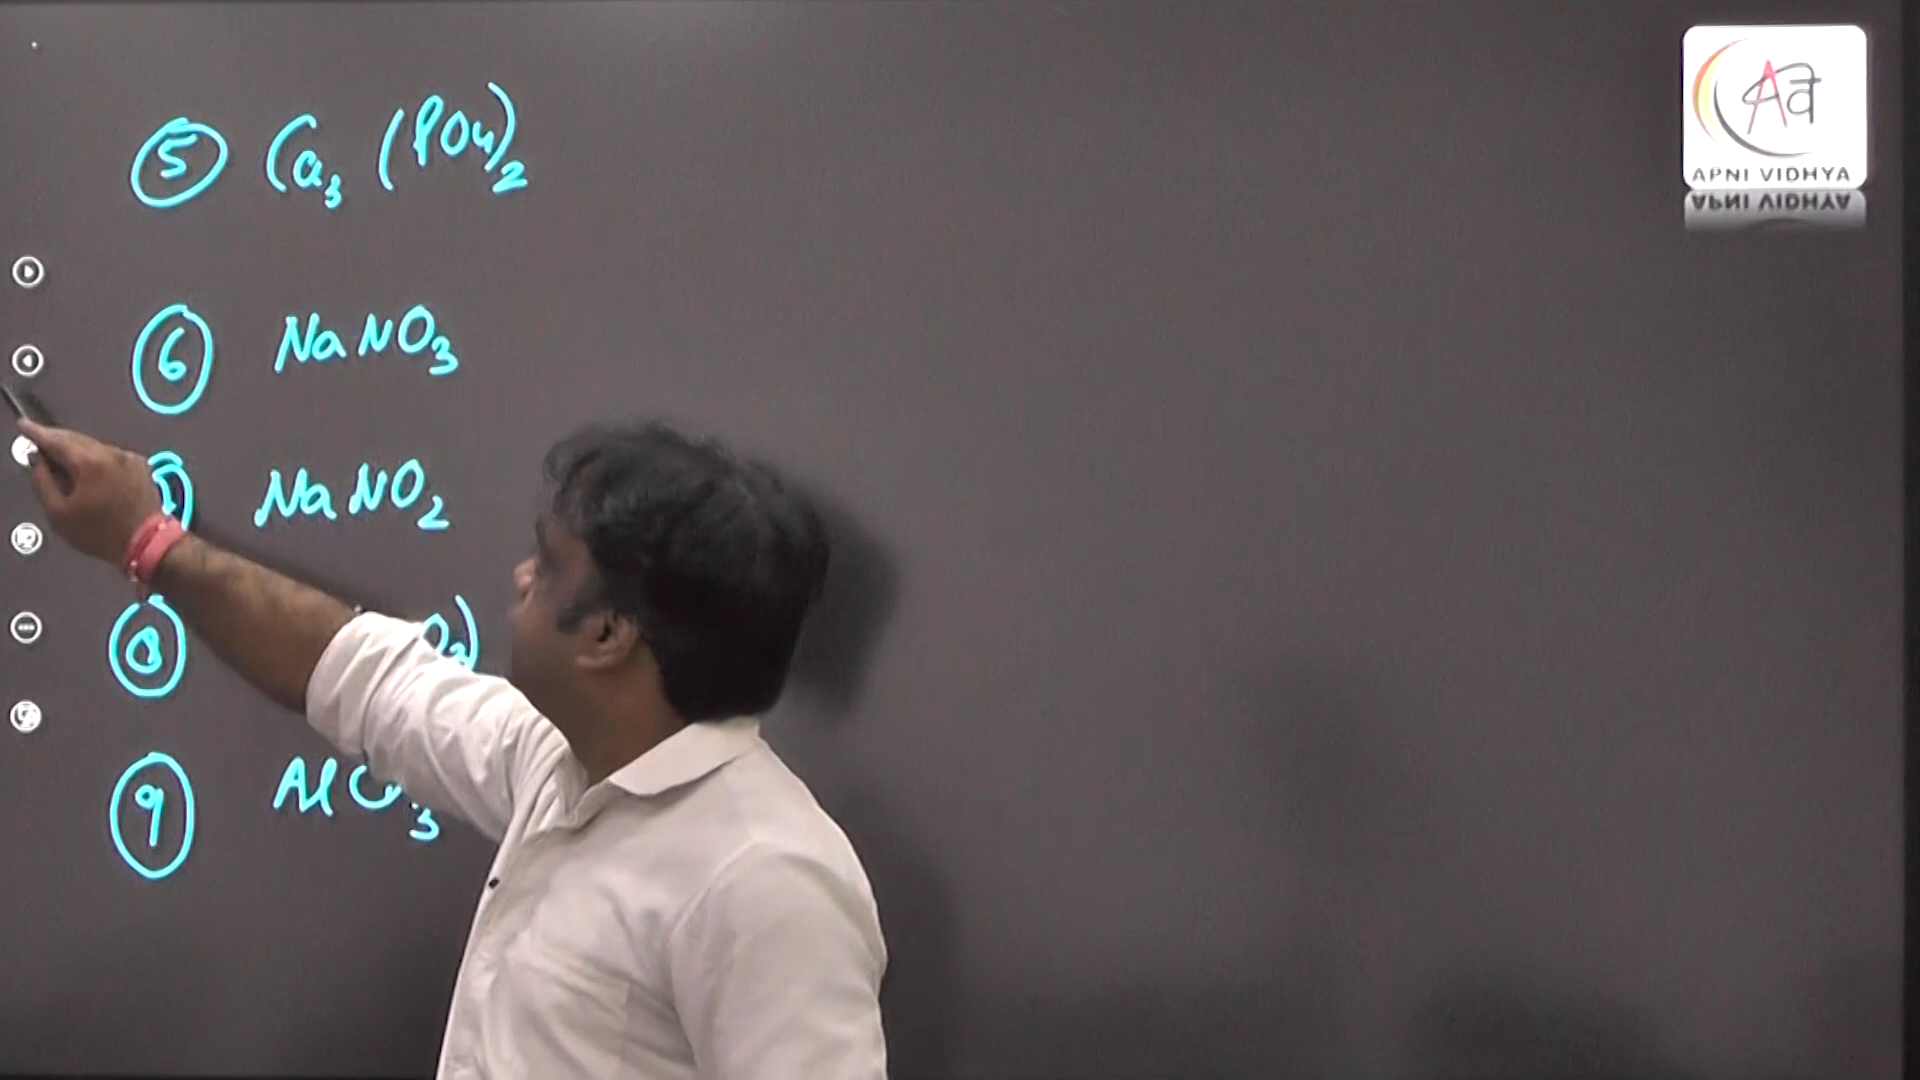 ⑤ Ca₃ (PO₄)₂
⑥ NaNO₃
NaNO₂
⑧
⑨
APNI VIDHYA